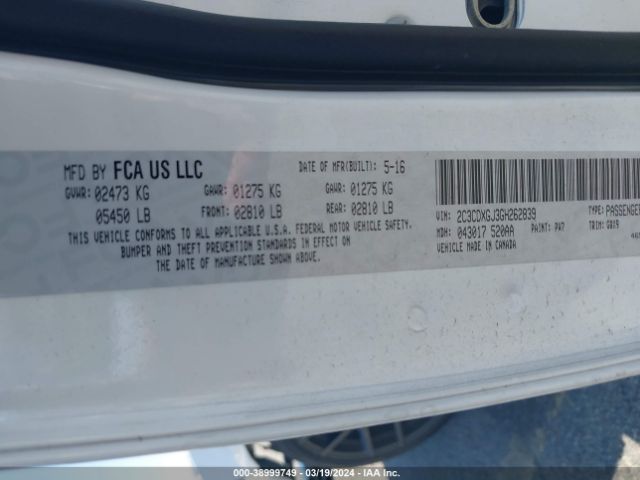 MFD BY FCA US LLC
DATE OF MFR(BUILT): 5-16
GVWR: 02473 KG GAWR: 01275 KG GAWR: 01275 KG
05450 LB FRONT: 02810 LB REAR: 02810 LB
THIS VEHICLE CONFORMS TO ALL APPLICABLE U.S.A. FEDERAL MOTOR VEHICLE SAFETY,
BUMPER AND THEFT PREVENTION STANDARDS IN EFFECT ON
THE DATE OF MANUFACTURE SHOWN ABOVE.
VIN: 2C3CDXGJ3GH262839 TYPE: PASSENGE
MDH: 043017 520AA PAINT: PW7 TRIM: GBX9
VEHICLE MADE IN CANADA
000-38999749 - 03/19/2024 - IAA Inc.